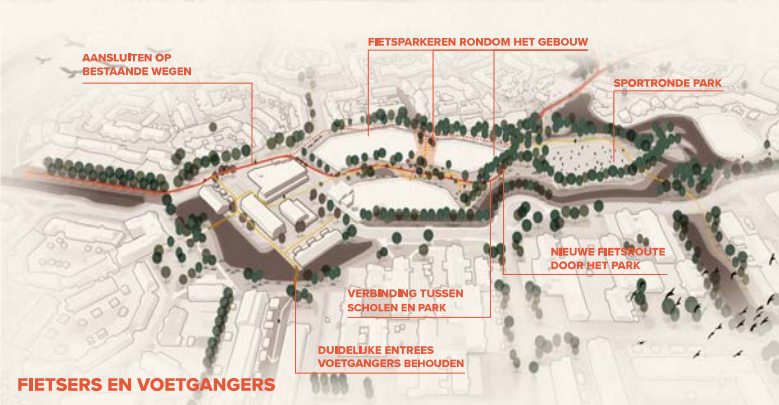 FIETSPARKEREN RONDOM HET GEBOUW
AANSLUITEN OP
BESTAANDE WEGEN
SPORTRONDE PARK
NIEUWE FIETSROUTE
DOOR HET PARK
VERBINDING TUSSEN
SCHOLEN EN PARK
DUIDELIJKE ENTREES
VOETGANGERS BEHOUDEN
FIETSERS EN VOETGANGERS